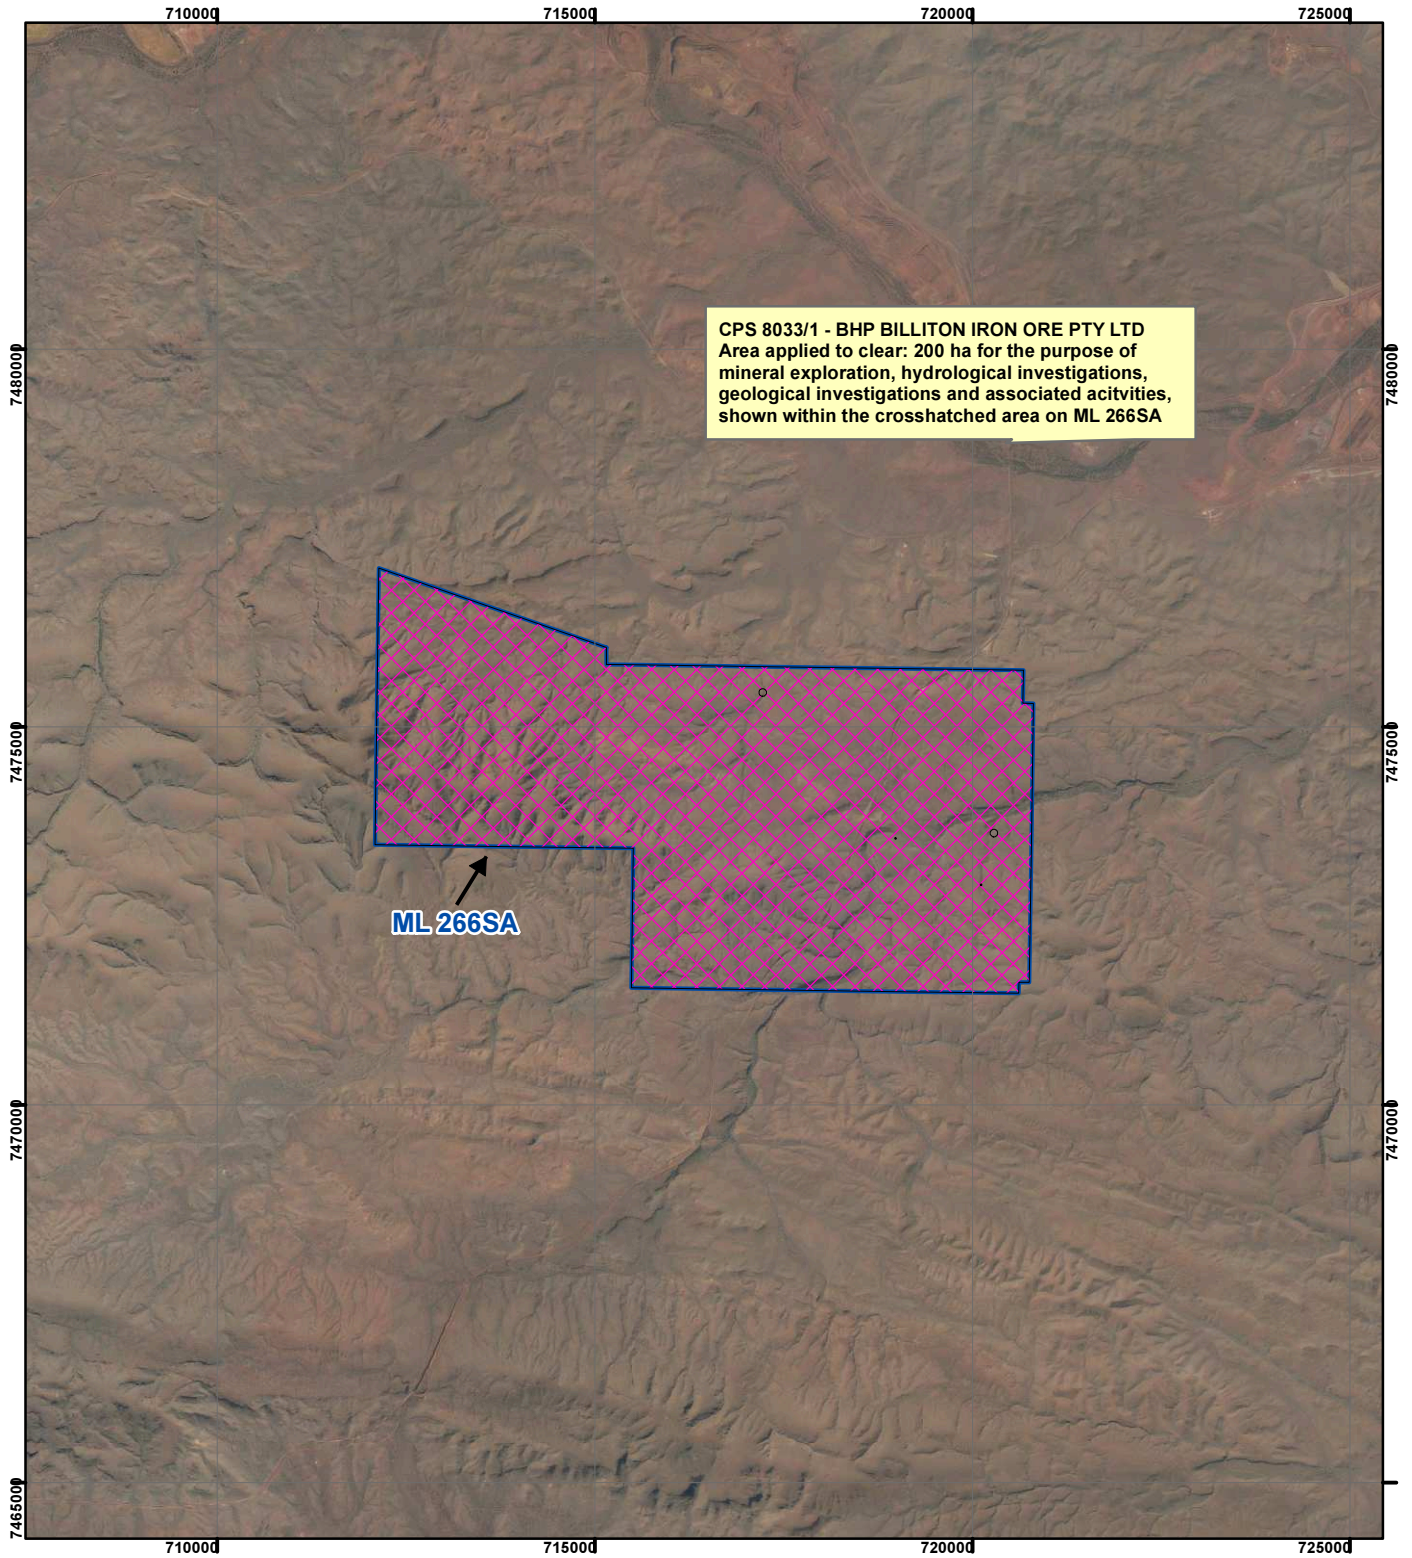 710000 715000 720000 725000
CPS 8033/1 - BHP BILLITON IRON ORE PTY LTD
Area applied to clear: 200 ha for the purpose of
mineral exploration, hydrological investigations,
geological investigations and associated acitvities,
shown within the crosshatched area on ML 266SA
7480000 7480000
7475000 7475000
ML 266SA
7470000 7470000
7465000
710000 715000 720000 725000